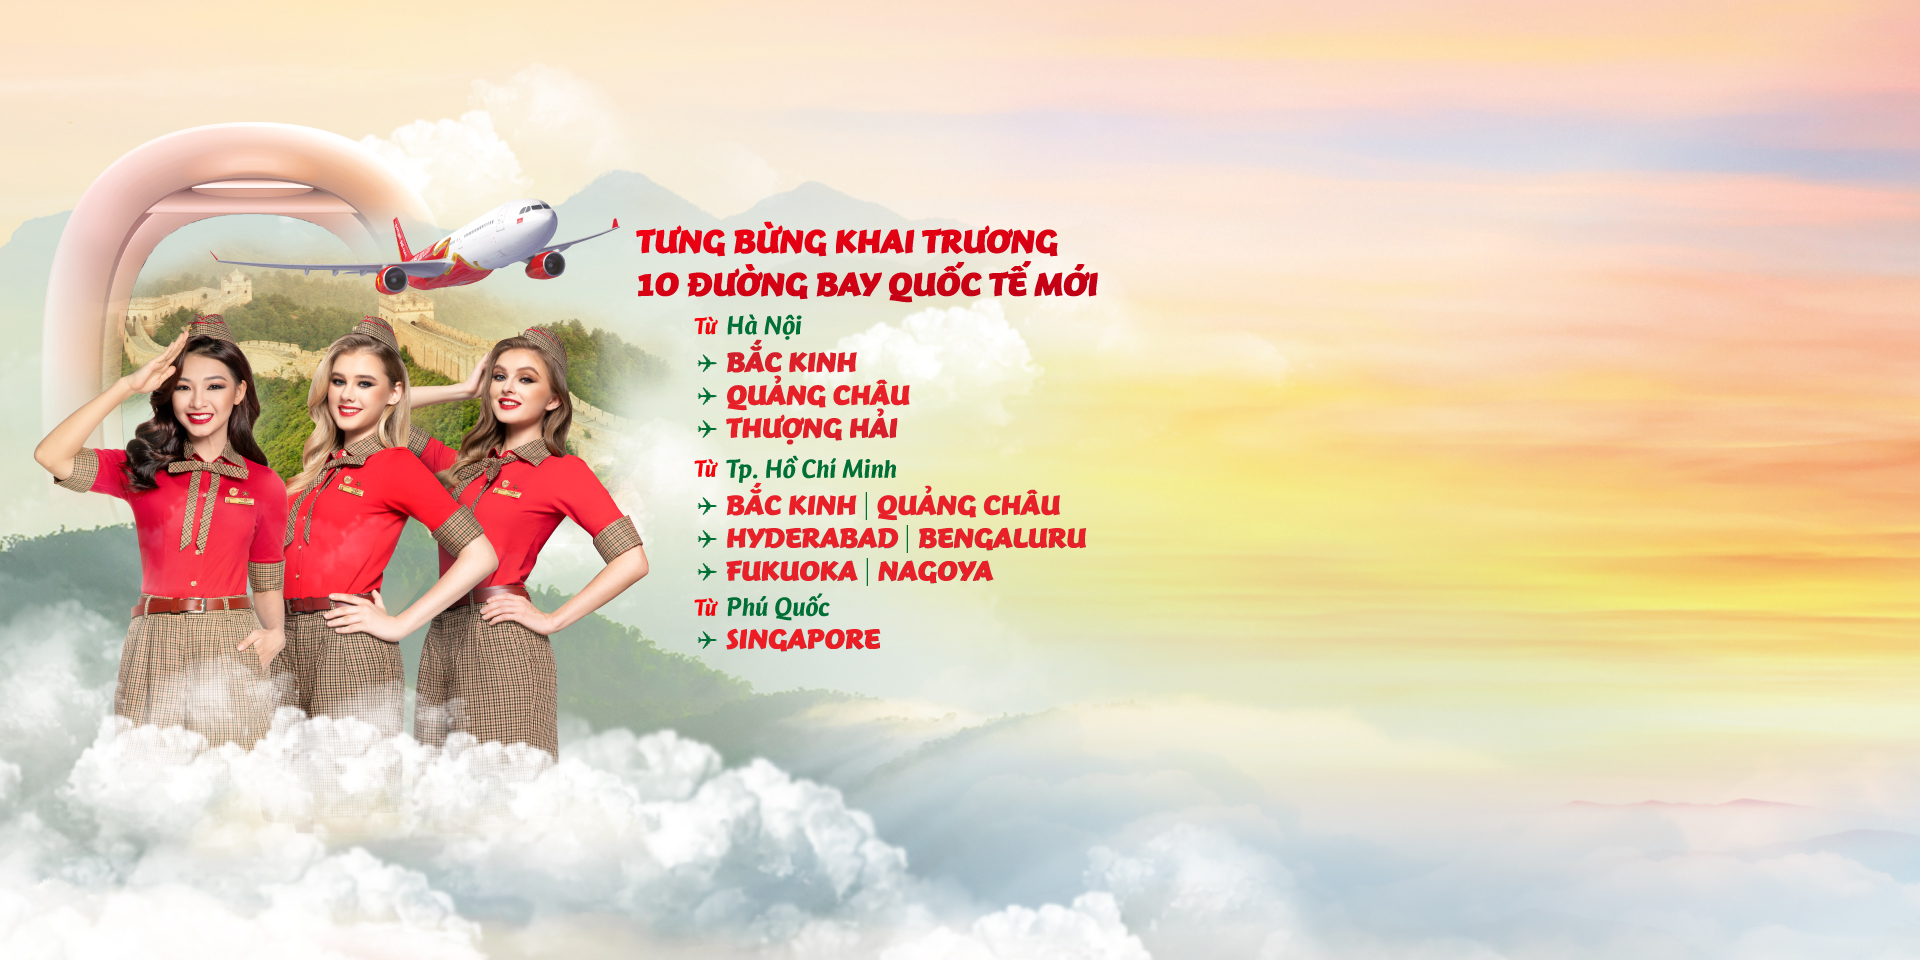 TƯNG BỪNG KHAI TRƯƠNG
10 ĐƯỜNG BAY QUỐC TẾ MỚI
Từ Hà Nội
BẮC KINH
QUẢNG CHÂU
THƯỢNG HẢI
Từ Tp. Hồ Chí Minh
BẮC KINH | QUẢNG CHÂU
HYDERABAD | BENGALURU
FUKUOKA | NAGOYA
Từ Phú Quốc
SINGAPORE